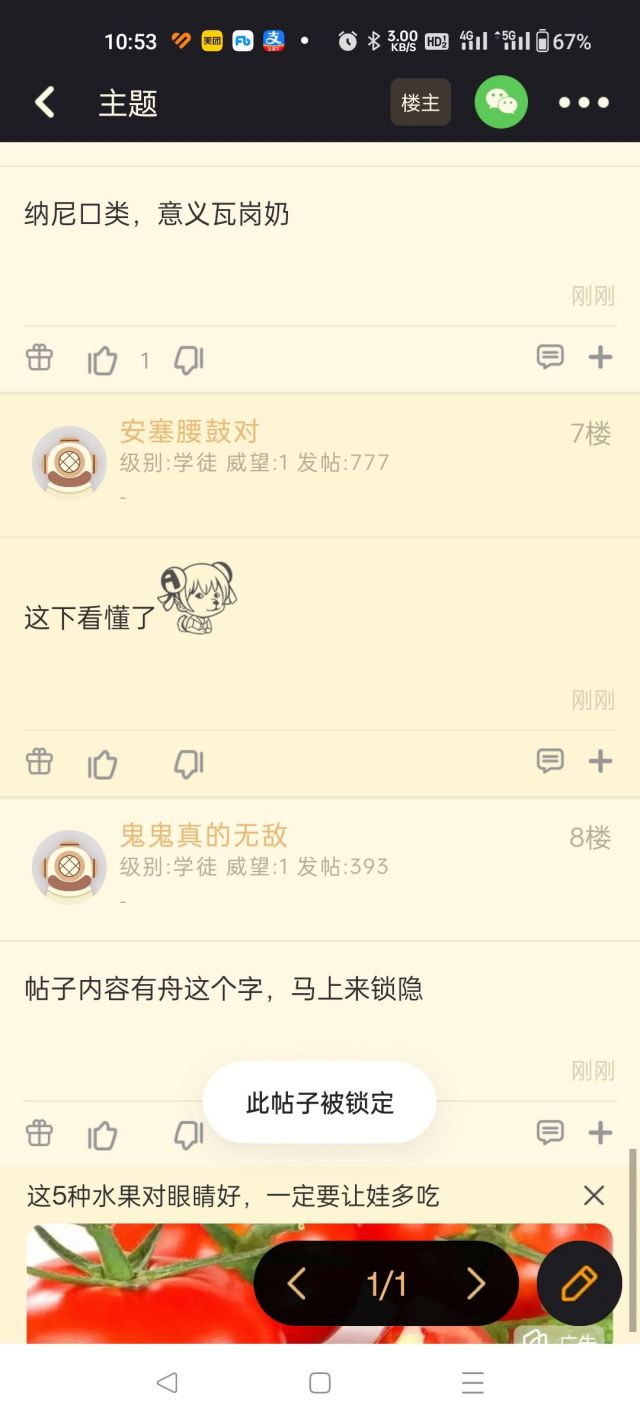 10:53 美团 Fb 支 3.00 KB/S HD 4G 5G 67%
主题 楼主
纳尼口类，意义瓦岗奶
刚刚
1
安塞腰鼓对 7楼
级别:学徒 威望:1 发帖:777
-
这下看懂了
刚刚
鬼鬼真的无敌 8楼
级别:学徒 威望:1 发帖:393
-
帖子内容有舟这个字，马上来锁隐
刚刚
此帖子被锁定
这5种水果对眼睛好，一定要让娃多吃
1/1
广告